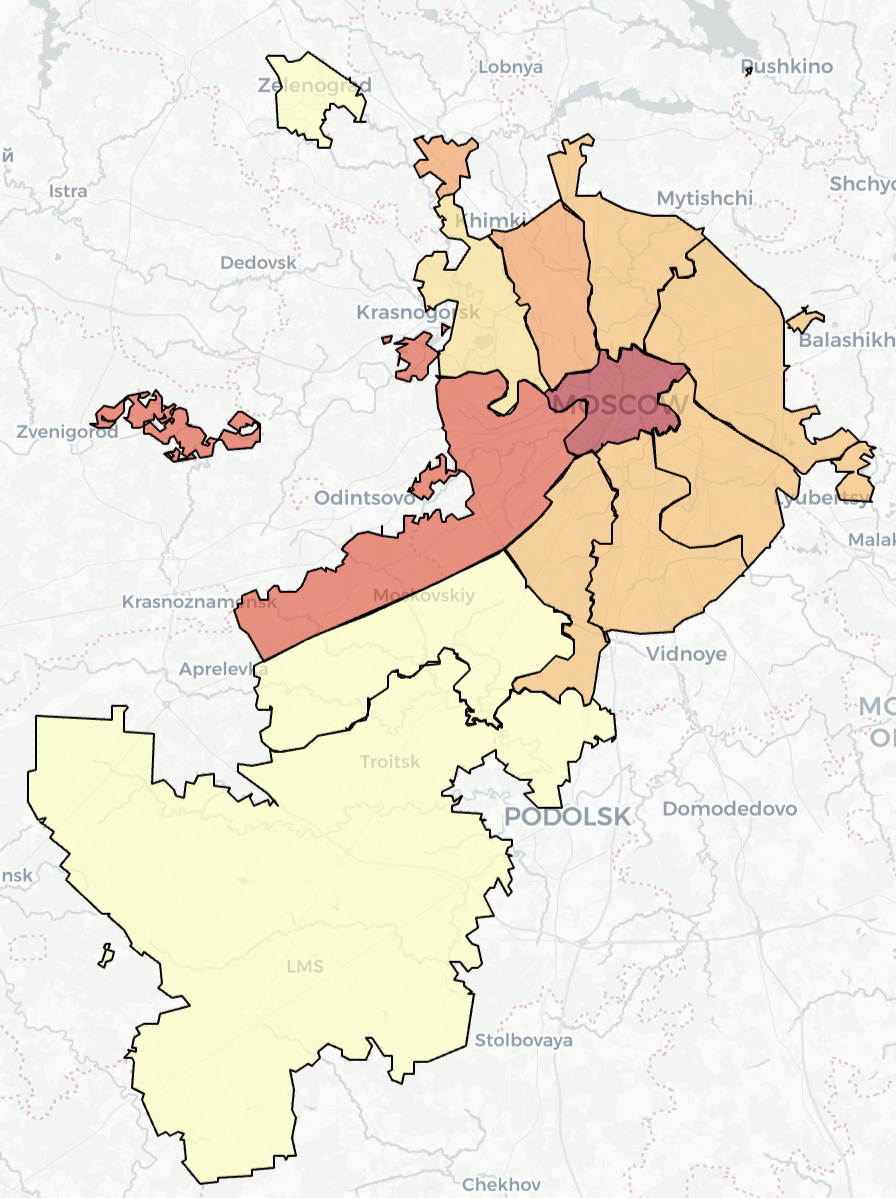 Lobnya
Pushkino
Zelenograd
й
Istra
Shchyo
Mytishchi
Khimki
Dedovsk
Krasnogorsk
Balashikh
MOSCOW
Zvenigorod
Odintsovo
Lyubertsy
Malak
Krasnoznamensk
Moskovskiy
Vidnoye
Aprelevka
MO
OI
Troitsk
PODOLSK
Domodedovo
nsk
LMS
Stolbovaya
Chekhov